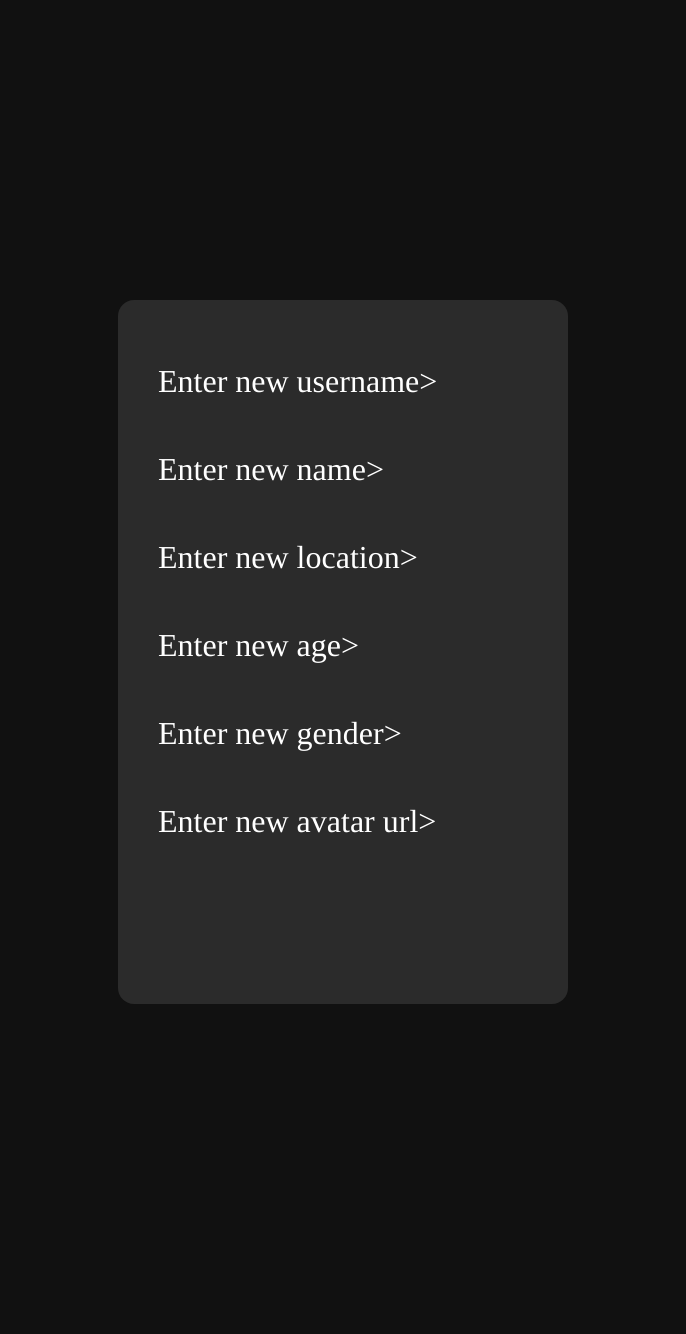 Enter new username>
Enter new name>
Enter new location>
Enter new age>
Enter new gender>
Enter new avatar url>